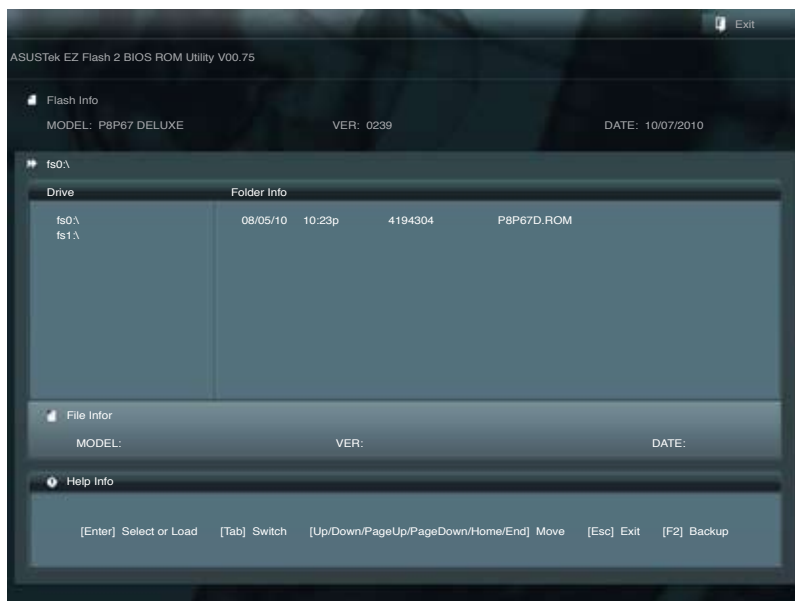 Exit
ASUSTek EZ Flash 2 BIOS ROM Utility V00.75
Flash Info
MODEL: P8P67 DELUXE VER: 0239 DATE: 10/07/2010
fs0:\
Drive Folder Info
fs0:\ 08/05/10 10:23p 4194304 P8P67D.ROM
fs1:\
File Infor
MODEL: VER: DATE:
Help Info
[Enter] Select or Load [Tab] Switch [Up/Down/PageUp/PageDown/Home/End] Move [Esc] Exit [F2] Backup